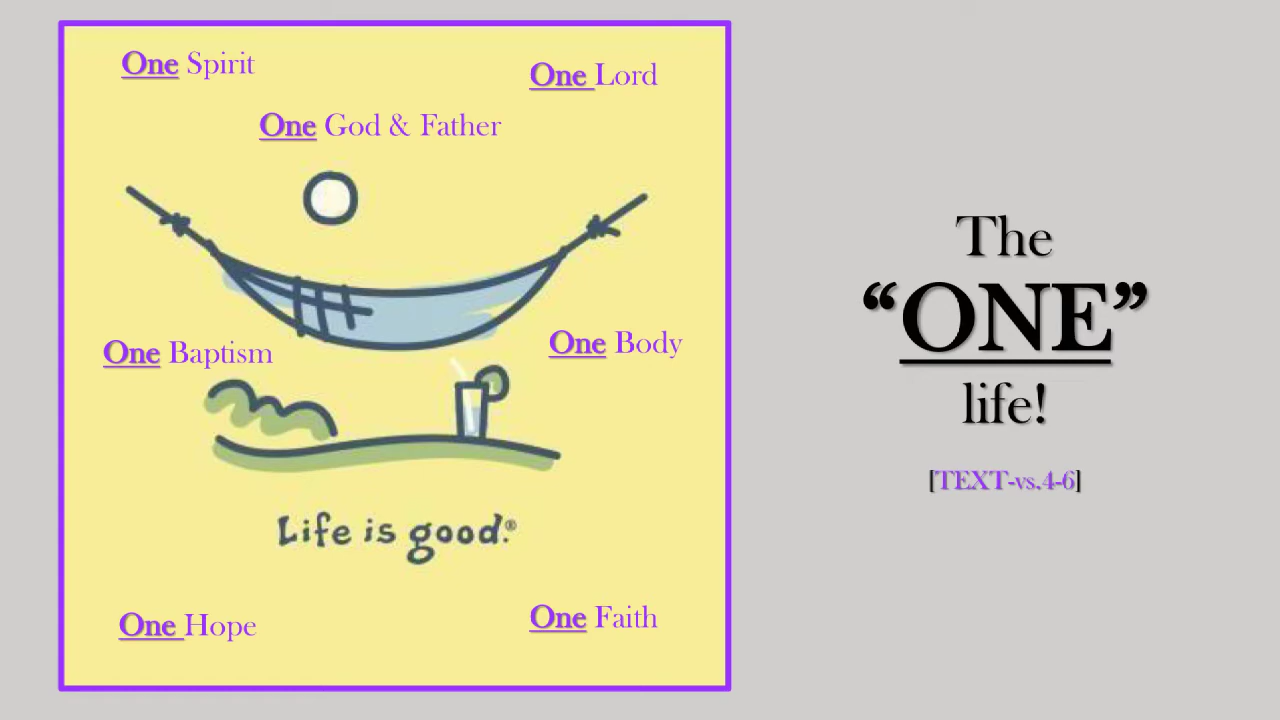 One Spirit
One Lord
One God & Father
One Baptism
One Body
Life is good.®
One Hope
One Faith
The
“ONE”
life!
[TEXT-vs.4-6]